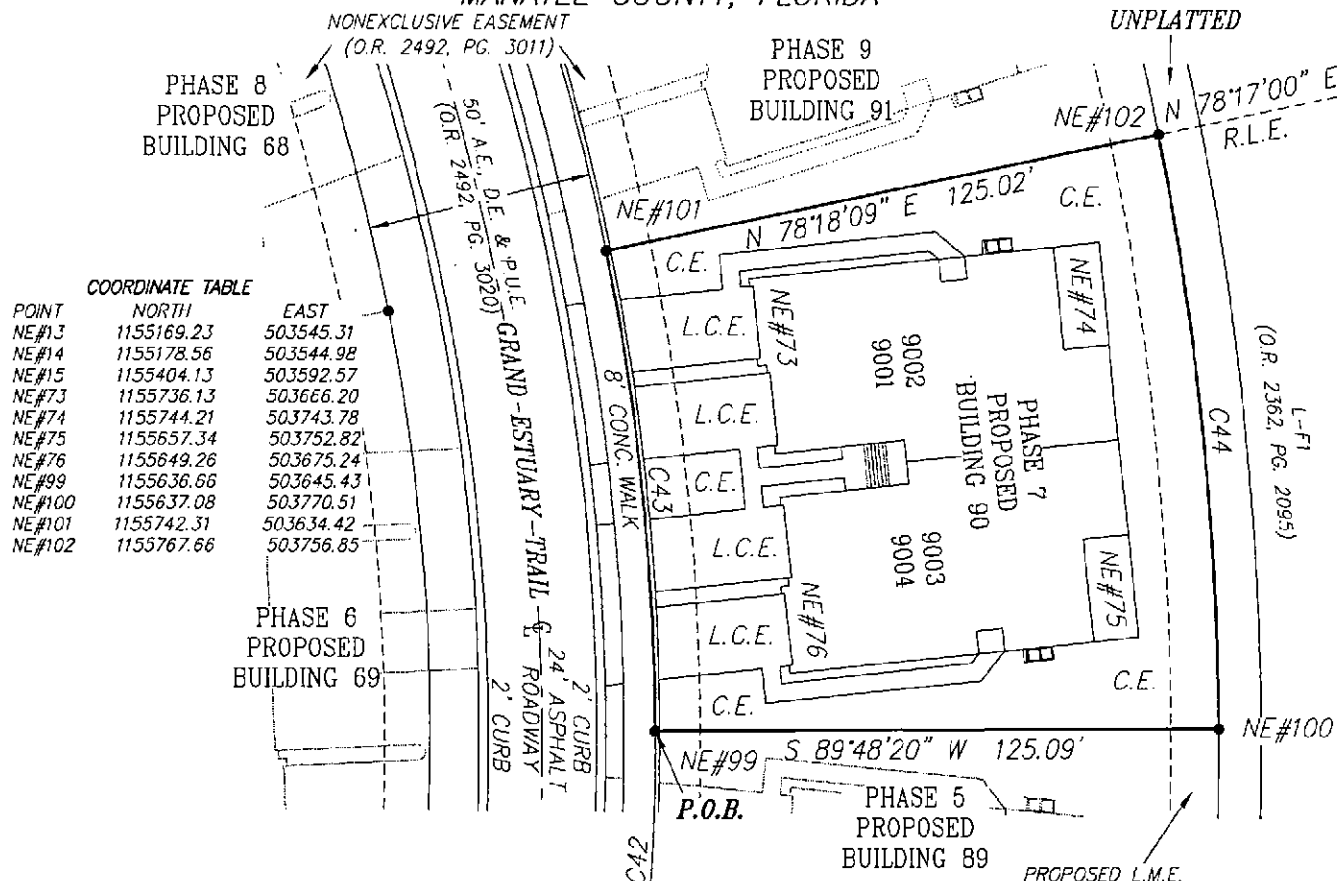 MANATEE COUNTY, FLORIDA
NONEXCLUSIVE EASEMENT
(O.R. 2492, PG. 3011)
UNPLATTED
PHASE 8
PROPOSED
BUILDING 68
PHASE 9
PROPOSED
BUILDING 91
NE#102
N 78°17'00" E
R.L.E.
50' A.E., D.E. & P.U.E.
(O.R. 2492, PG. 3020)
NE#101
N 78°18'09" E 125.02'
C.E.
C.E.
COORDINATE TABLE
POINT NORTH EAST
NE#13 1155169.23 503545.31
NE#14 1155178.56 503544.98
NE#15 1155404.13 503592.57
NE#73 1155736.13 503666.20
NE#74 1155744.21 503743.78
NE#75 1155657.34 503752.82
NE#76 1155649.26 503675.24
NE#99 1155636.66 503645.43
NE#100 1155637.08 503770.51
NE#101 1155742.31 503634.42
NE#102 1155767.66 503756.85
GRAND ESTUARY TRAIL
8' CONC. WALK
L.C.E.
NE#73
NE#74
9002
9001
L.C.E.
PHASE 7
PROPOSED
BUILDING 90
C44
L-F1
(O.R. 2362, PG. 2095)
C43
C.E.
L.C.E.
9003
9004
NE#75
L.C.E.
NE#76
PHASE 6
PROPOSED
BUILDING 69
℄ 24' ASPHALT
ROADWAY
2' CURB
2' CURB
C.E.
C.E.
NE#99
S 89°48'20" W 125.09'
NE#100
P.O.B.
PHASE 5
PROPOSED
BUILDING 89
C42
PROPOSED L.M.E.